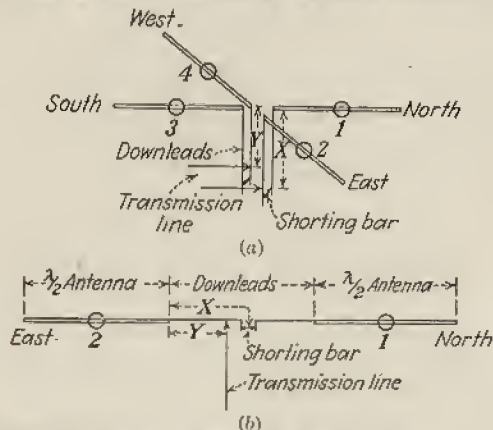 West
4
South
North
3
1
Y
X
2
Downleads
East
Transmission
line
Shorting bar
(a)
λ/2 Antenna
Downleads
λ/2 Antenna
X
Y
East
2
1
North
Shorting bar
Transmission line
(b)